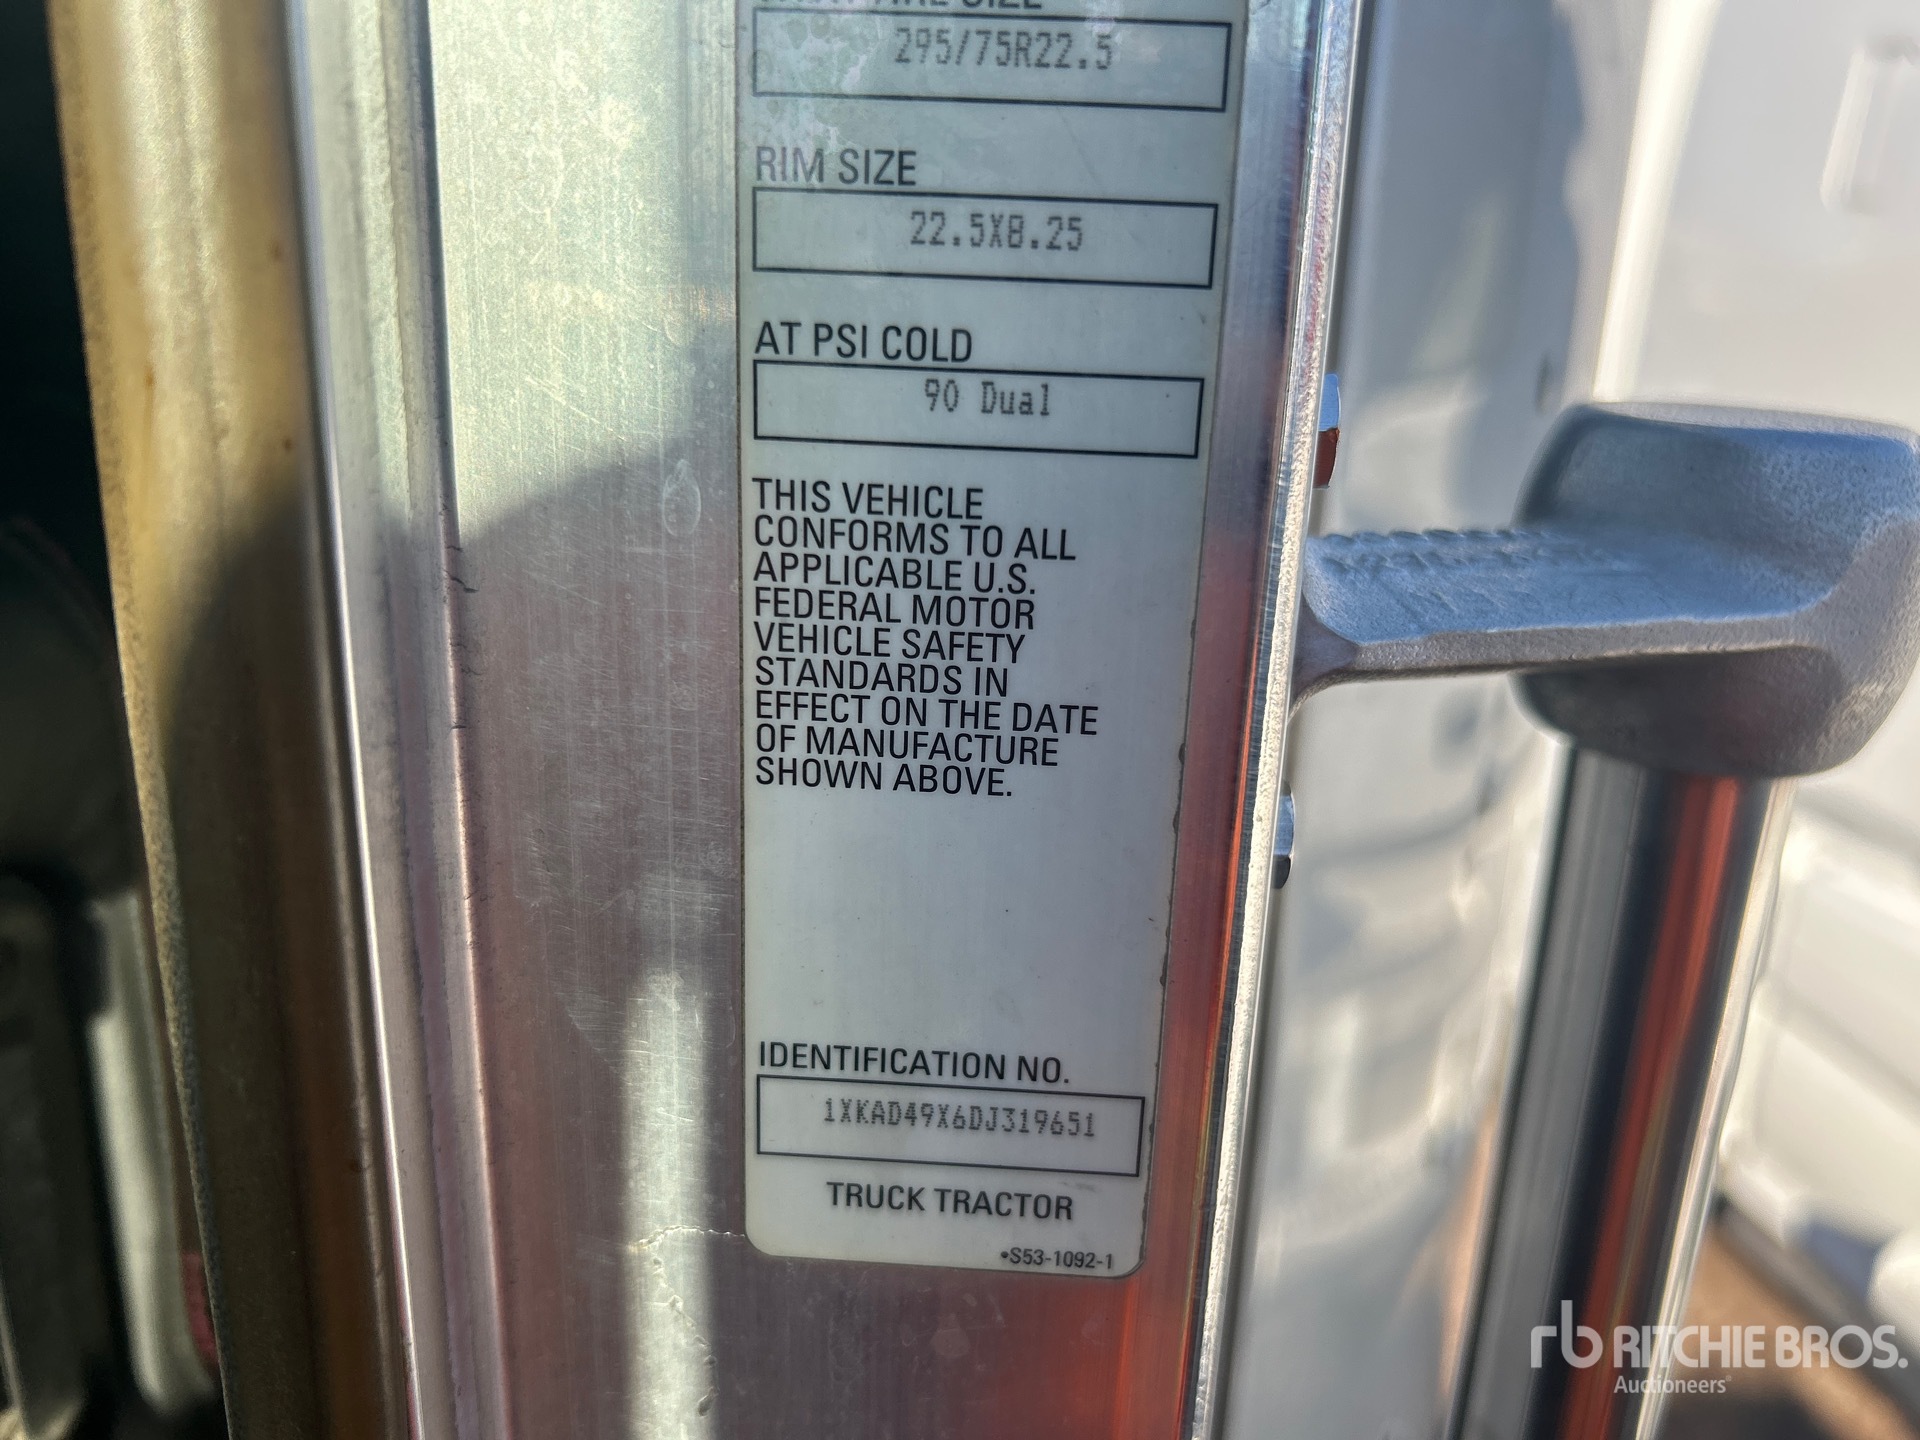 295/75R22.5
RIM SIZE
22.5X8.25
AT PSI COLD
90 Dual
THIS VEHICLE
CONFORMS TO ALL
APPLICABLE U.S.
FEDERAL MOTOR
VEHICLE SAFETY
STANDARDS IN
EFFECT ON THE DATE
OF MANUFACTURE
SHOWN ABOVE.
IDENTIFICATION NO.
1XKAD49X6DJ319651
TRUCK TRACTOR
•S53-1092-1
rb RITCHIE BROS.
Auctioneers